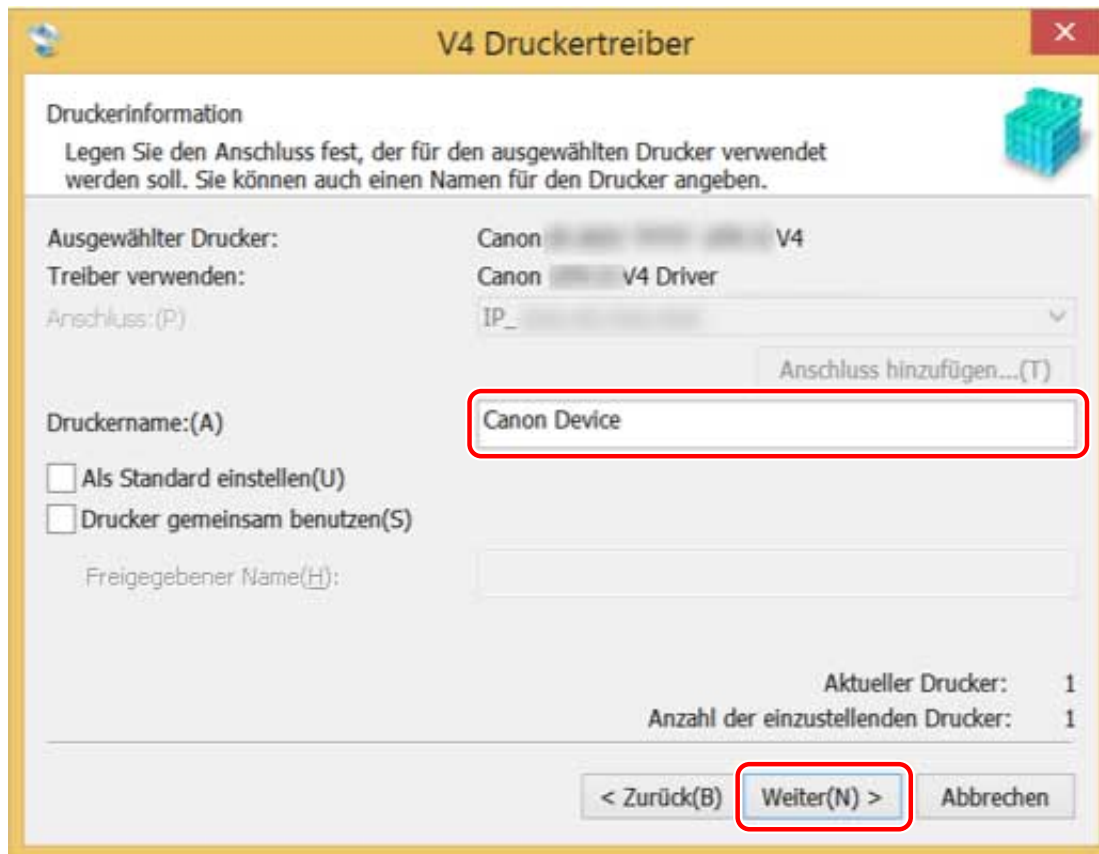 V4 Druckertreiber
Druckerinformation
Legen Sie den Anschluss fest, der für den ausgewählten Drucker verwendet
werden soll. Sie können auch einen Namen für den Drucker angeben.
Ausgewählter Drucker: Canon V4
Treiber verwenden: Canon V4 Driver
Anschluss:(P) IP_
Anschluss hinzufügen...(T)
Druckername:(A) Canon Device
Als Standard einstellen(U)
Drucker gemeinsam benutzen(S)
Freigegebener Name(H):
Aktueller Drucker: 1
Anzahl der einzustellenden Drucker: 1
< Zurück(B) Weiter(N) > Abbrechen